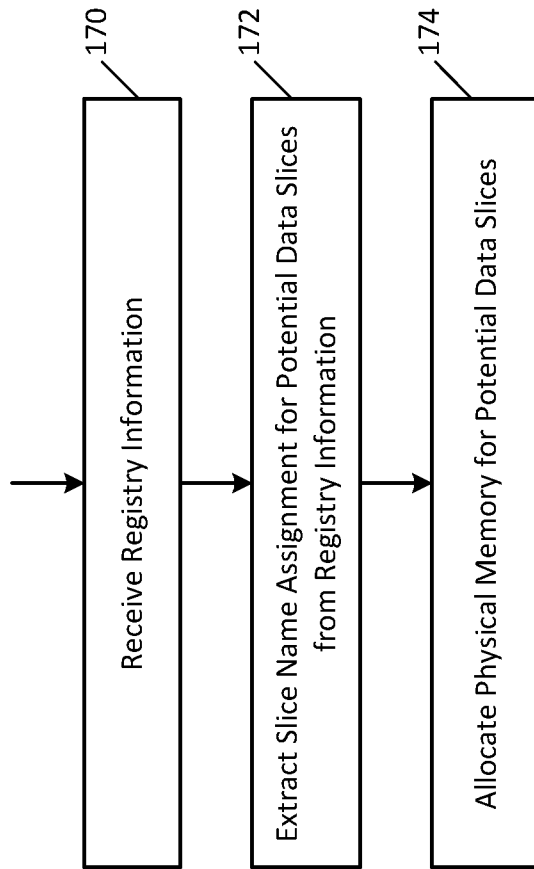 170
Receive Registry Information
172
Extract Slice Name Assignment for Potential Data Slices
from Registry Information
174
Allocate Physical Memory for Potential Data Slices